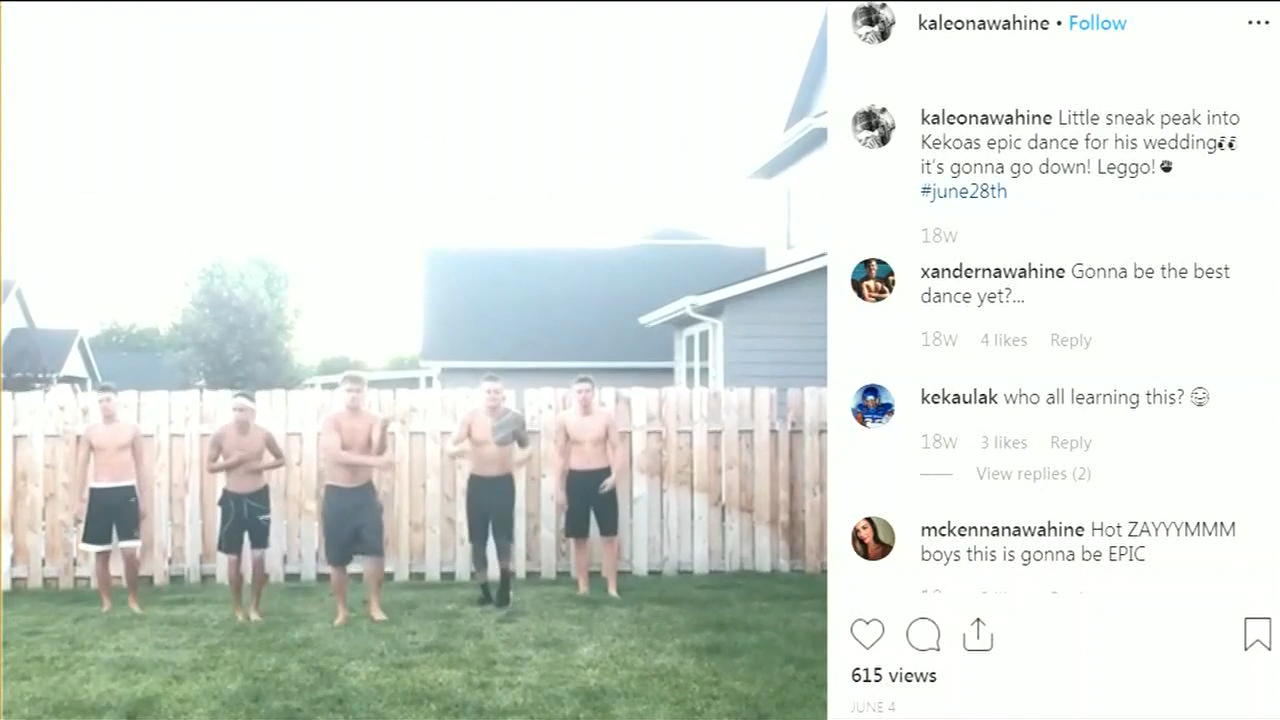 kaleonawahine • Follow
kaleonawahine Little sneak peak into
Kekoas epic dance for his wedding👀
it's gonna go down! Leggo!✊
#june28th
18w
xandernawahine Gonna be the best
dance yet?...
18w 4 likes Reply
kekaulak who all learning this? 😊
18w 3 likes Reply
View replies (2)
mckennanawahine Hot ZAYYYMMM
boys this is gonna be EPIC
615 views
JUNE 4